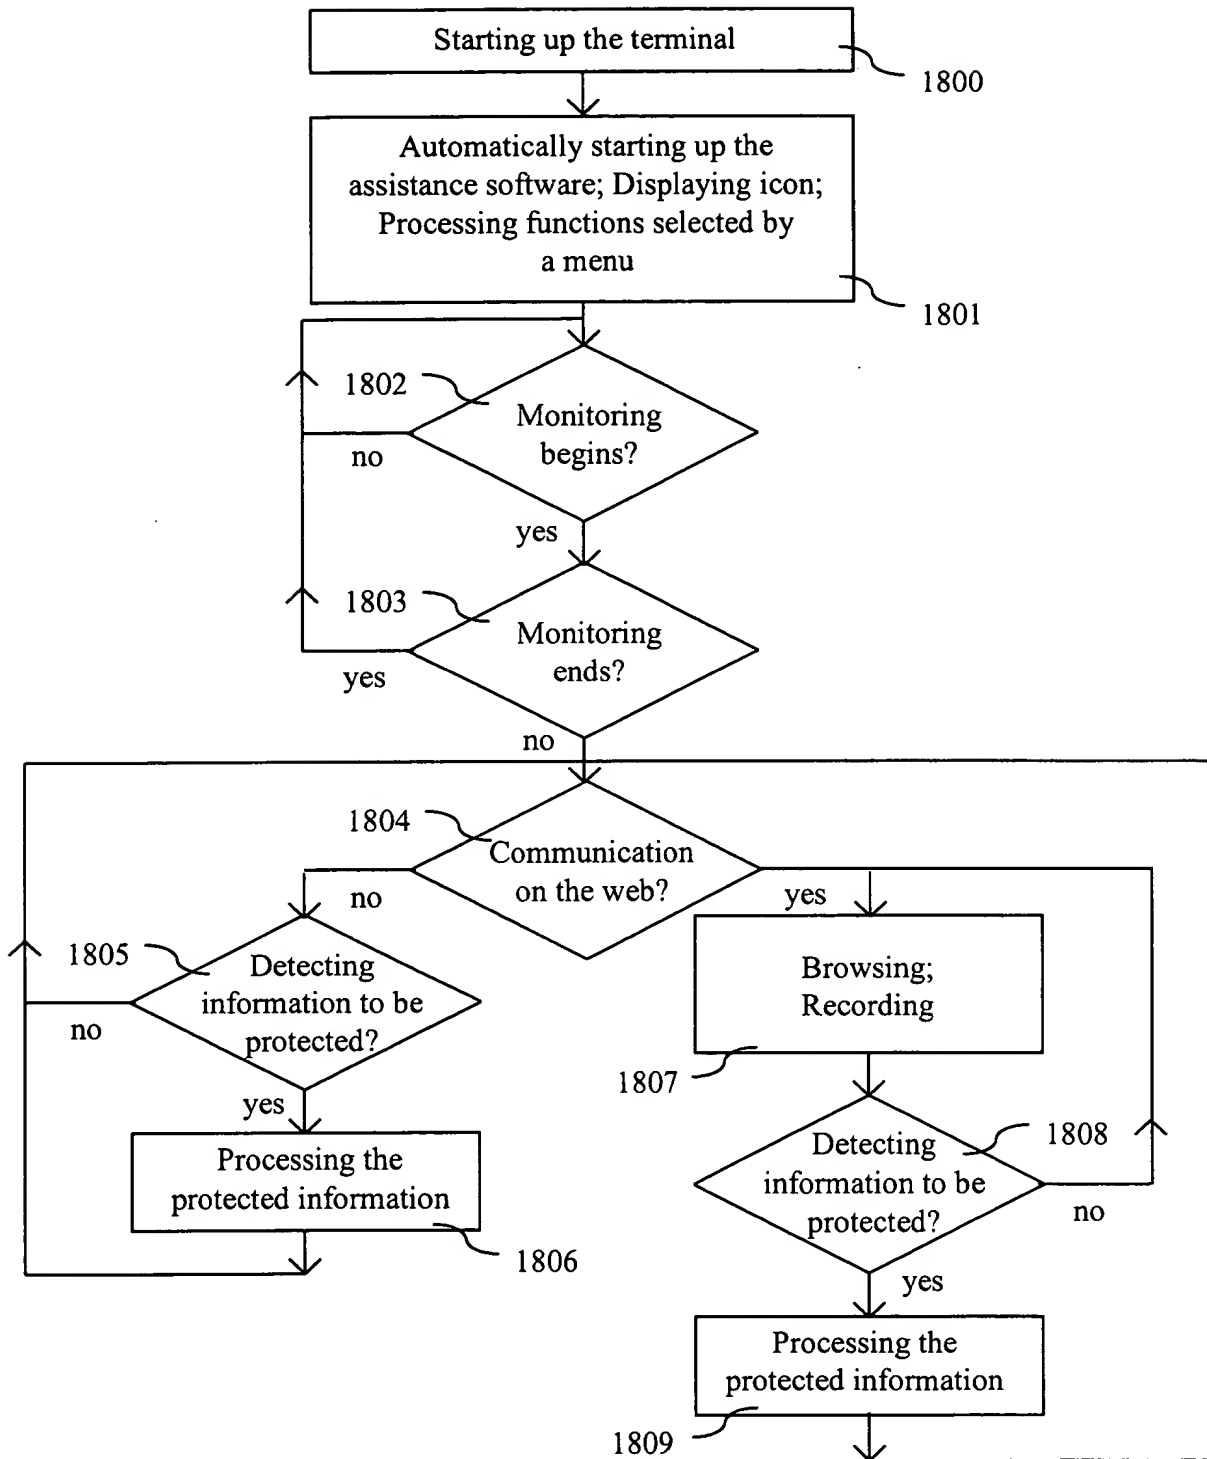 Starting up the terminal
1800
Automatically starting up the
assistance software; Displaying icon;
Processing functions selected by
a menu
1801
1802
Monitoring
begins?
no
yes
1803
Monitoring
ends?
yes
no
1804
Communication
on the web?
no
yes
1805
Detecting
information to be
protected?
no
yes
Browsing;
Recording
1807
Processing the
protected information
1806
1808
Detecting
information to be
protected?
no
yes
Processing the
protected information
1809